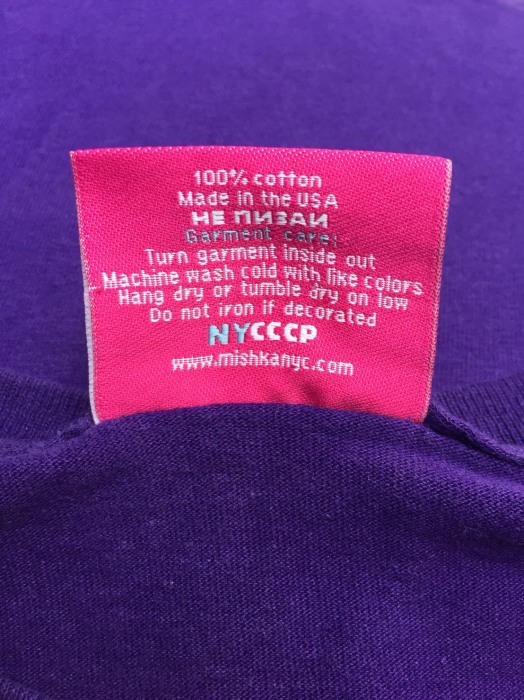 100% cotton
Made in the USA
НЕ ПИЗАЙ
Garment care:
Turn garment inside out
Machine wash cold with like colors
Hang dry or tumble dry on low
Do not iron if decorated
NYCCCP
www.mishkanyc.com